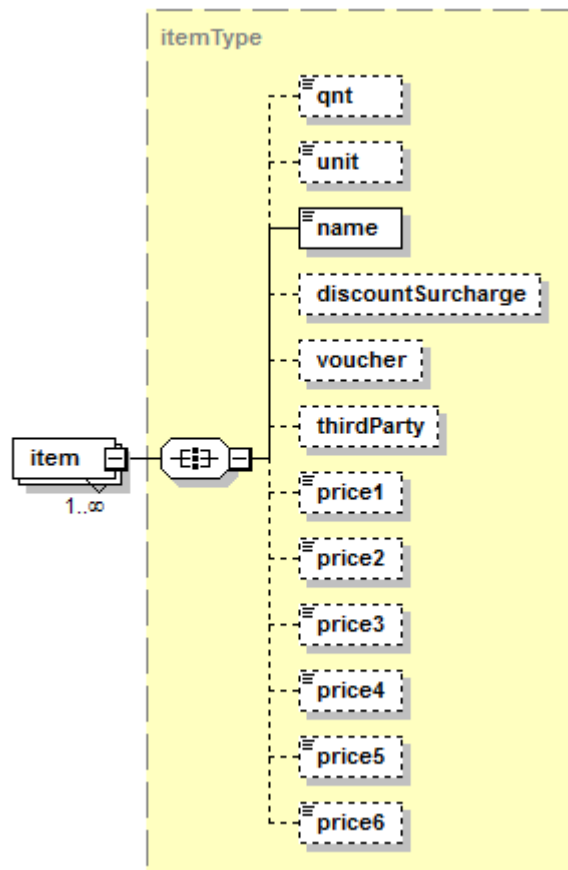 itemType
qnt
unit
name
discountSurcharge
voucher
thirdParty
item
1..∞
price1
price2
price3
price4
price5
price6